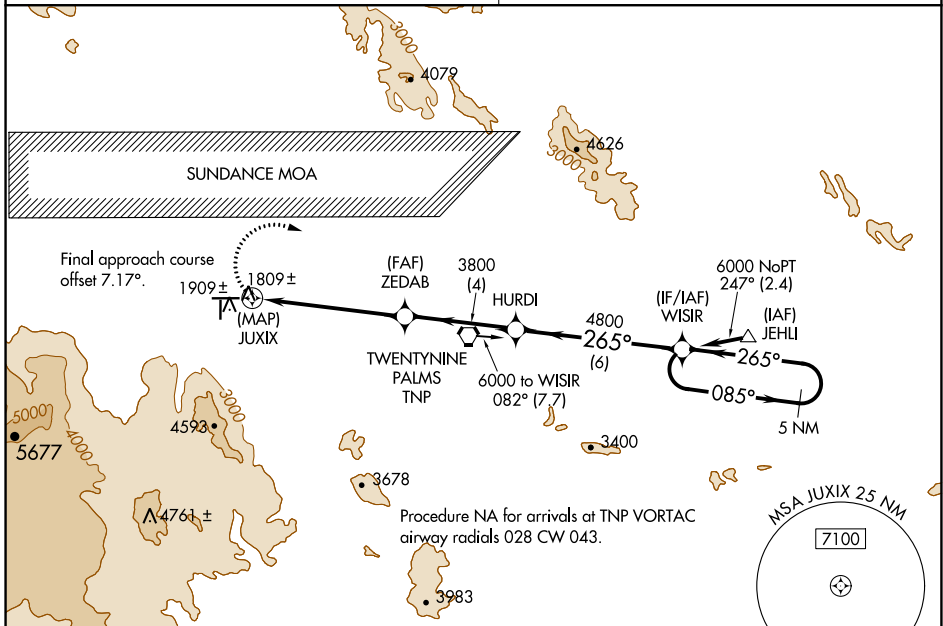 3000
4079
4626
3000
SUNDANCE MOA
Final approach course
offset 7.17°.
1909 ±
1809 ±
(MAP)
JUXIX
(FAF)
ZEDAB
3800
(4)
HURDI
TWENTYNINE
PALMS
TNP
6000 to WISIR
082° (7.7)
4800
265°
(6)
(IF/IAF)
WISIR
6000 NoPT
247° (2.4)
(IAF)
JEHLI
265°
085°
5 NM
5000
4000
5677
3000
4593
4761 ±
3678
3400
Procedure NA for arrivals at TNP VORTAC
airway radials 028 CW 043.
3983
MSA JUXIX 25 NM
7100